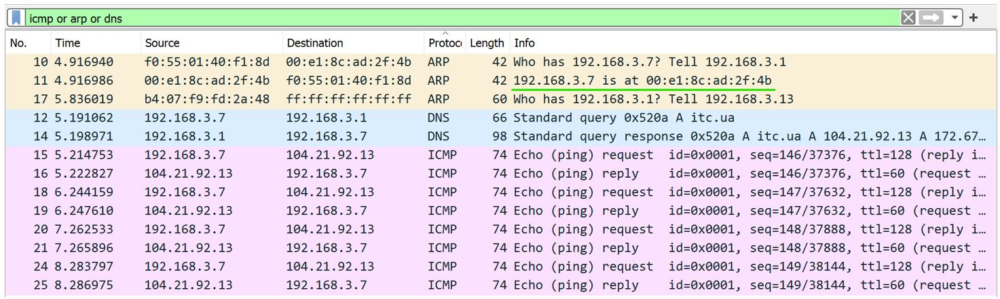 icmp or arp or dns
No. Time Source Destination Protoco Length Info
10 4.916940 f0:55:01:40:f1:8d 00:e1:8c:ad:2f:4b ARP 42 Who has 192.168.3.7? Tell 192.168.3.1
11 4.916986 00:e1:8c:ad:2f:4b f0:55:01:40:f1:8d ARP 42 192.168.3.7 is at 00:e1:8c:ad:2f:4b
17 5.836019 b4:07:f9:fd:2a:48 ff:ff:ff:ff:ff:ff ARP 60 Who has 192.168.3.1? Tell 192.168.3.13
12 5.191062 192.168.3.7 192.168.3.1 DNS 66 Standard query 0x520a A itc.ua
14 5.198971 192.168.3.1 192.168.3.7 DNS 98 Standard query response 0x520a A itc.ua A 104.21.92.13 A 172.67…
15 5.214753 192.168.3.7 104.21.92.13 ICMP 74 Echo (ping) request id=0x0001, seq=146/37376, ttl=128 (reply i…
16 5.222827 104.21.92.13 192.168.3.7 ICMP 74 Echo (ping) reply id=0x0001, seq=146/37376, ttl=60 (request …
18 6.244159 192.168.3.7 104.21.92.13 ICMP 74 Echo (ping) request id=0x0001, seq=147/37632, ttl=128 (reply i…
19 6.247610 104.21.92.13 192.168.3.7 ICMP 74 Echo (ping) reply id=0x0001, seq=147/37632, ttl=60 (request …
20 7.262533 192.168.3.7 104.21.92.13 ICMP 74 Echo (ping) request id=0x0001, seq=148/37888, ttl=128 (reply i…
21 7.265896 104.21.92.13 192.168.3.7 ICMP 74 Echo (ping) reply id=0x0001, seq=148/37888, ttl=60 (request …
24 8.283797 192.168.3.7 104.21.92.13 ICMP 74 Echo (ping) request id=0x0001, seq=149/38144, ttl=128 (reply i…
25 8.286975 104.21.92.13 192.168.3.7 ICMP 74 Echo (ping) reply id=0x0001, seq=149/38144, ttl=60 (request …